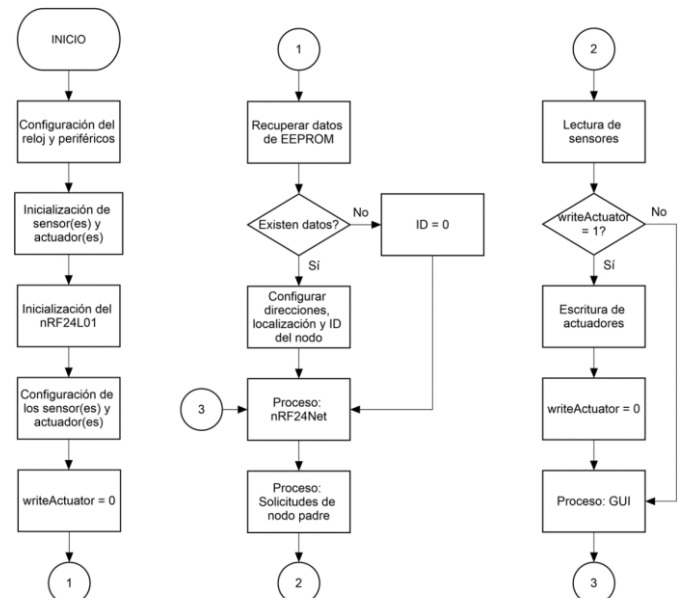 INICIO
Configuración del
reloj y periféricos
Inicialización de
sensor(es) y
actuador(es)
Inicialización del
nRF24L01
Configuración de
los sensor(es) y
actuador(es)
writeActuator = 0
1
1
Recuperar datos
de EEPROM
Existen datos?
No
ID = 0
Sí
Configurar
direcciones,
localización y ID
del nodo
3
Proceso:
nRF24Net
Proceso:
Solicitudes de
nodo padre
2
2
Lectura de
sensores
writeActuator
= 1?
No
Sí
Escritura de
actuadores
writeActuator = 0
Proceso: GUI
3